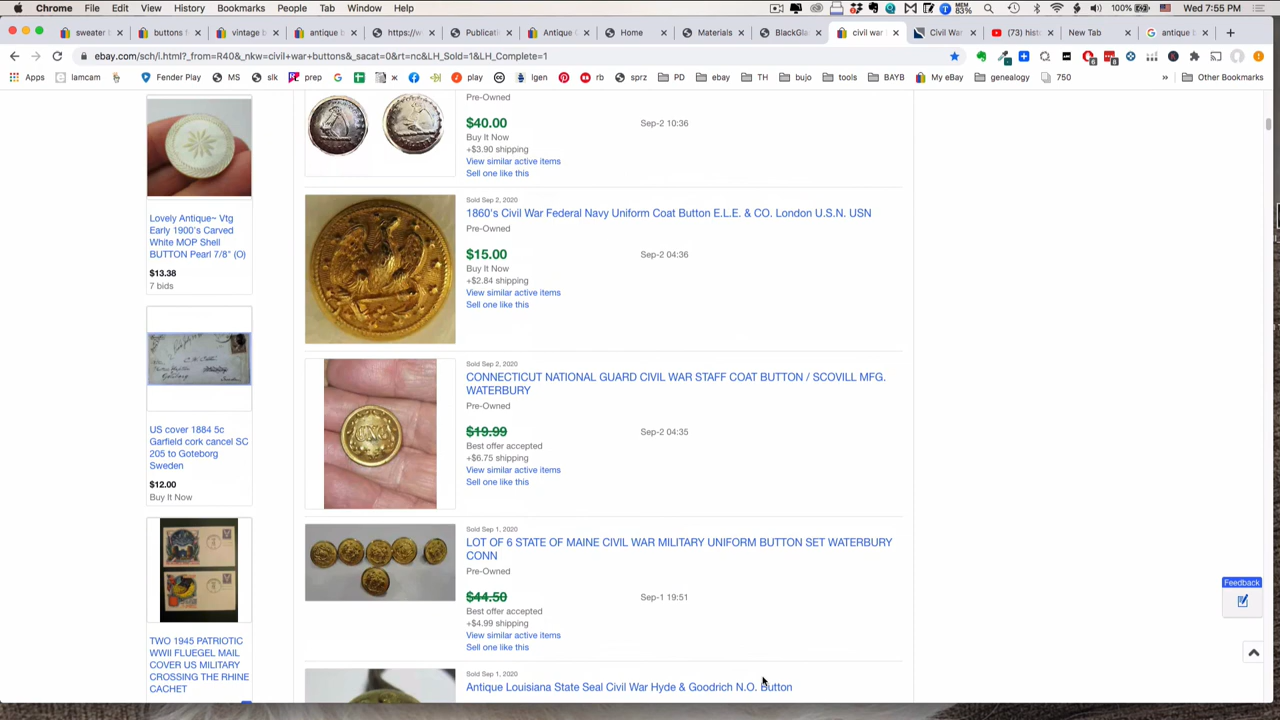 Chrome File Edit View History Bookmarks People Tab Window Help
MEM 83% 100% Wed 7:55 PM
sweater buttons f vintage b antique b https://w Publicati Antique Home Materials BlackGla civil war Civil War (73) hist New Tab antique b
ebay.com/sch/i.html?_from=R40&_nkw=civil+war+buttons&_sacat=0&rt=nc&LH_Sold=1&LH_Complete=1
Apps lamcam Fender Play MS slk prep play lgen rb sprz PD ebay TH bujo tools BAYB My eBay genealogy 750 » Other Bookmarks
Pre-Owned
$40.00 Sep-2 10:36
Buy It Now
+$3.90 shipping
View similar active items
Sell one like this
Sold Sep 2, 2020
1860's Civil War Federal Navy Uniform Coat Button E.L.E. & CO. London U.S.N. USN
Pre-Owned
$15.00 Sep-2 04:36
Buy It Now
+$2.84 shipping
View similar active items
Sell one like this
Sold Sep 2, 2020
CONNECTICUT NATIONAL GUARD CIVIL WAR STAFF COAT BUTTON / SCOVILL MFG.
WATERBURY
Pre-Owned
$19.99 Sep-2 04:35
Best offer accepted
+$6.75 shipping
View similar active items
Sell one like this
CNG
Sold Sep 1, 2020
LOT OF 6 STATE OF MAINE CIVIL WAR MILITARY UNIFORM BUTTON SET WATERBURY
CONN
Pre-Owned
$44.50 Sep-1 19:51
Best offer accepted
+$4.99 shipping
View similar active items
Sell one like this
Sold Sep 1, 2020
Antique Louisiana State Seal Civil War Hyde & Goodrich N.O. Button
Lovely Antique~ Vtg
Early 1900's Carved
White MOP Shell
BUTTON Pearl 7/8" (O)
$13.38
7 bids
US cover 1884 5c
Garfield cork cancel SC
205 to Goteborg
Sweden
$12.00
Buy It Now
TWO 1945 PATRIOTIC
WWII FLUEGEL MAIL
COVER US MILITARY
CROSSING THE RHINE
CACHET
Feedback